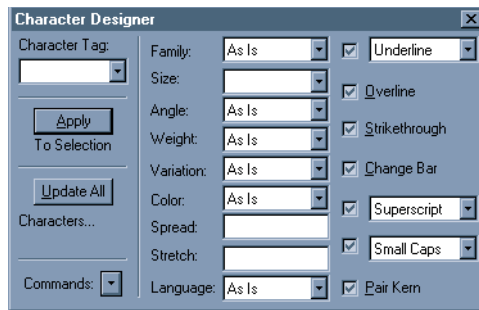 Character Designer
Character Tag:
Apply
To Selection
Update All
Characters...
Commands:
Family: As Is
Size:
Angle: As Is
Weight: As Is
Variation: As Is
Color: As Is
Spread:
Stretch:
Language: As Is
Underline
Overline
Strikethrough
Change Bar
Superscript
Small Caps
Pair Kern